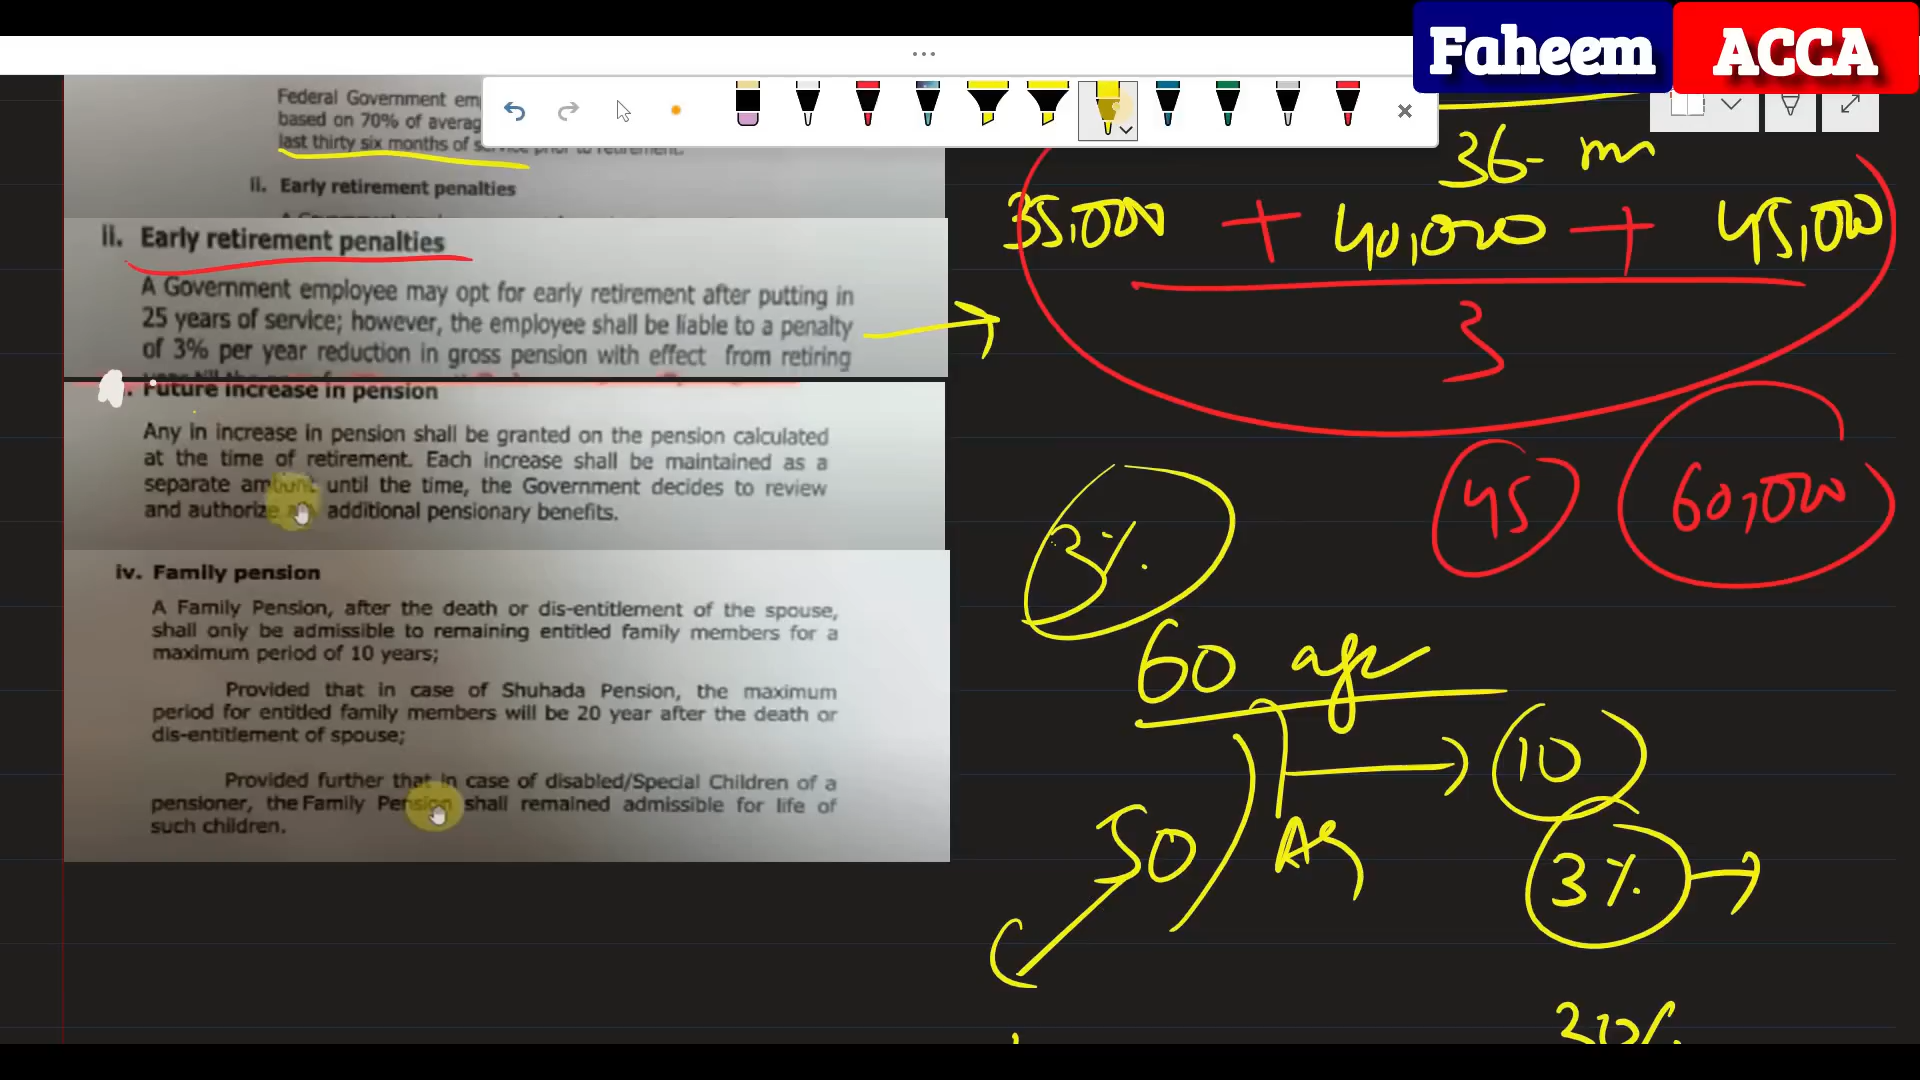 Faheem ACCA
Federal Government
based on 70% of
last thirty six months of
ii. Early retirement penalties
ii. Early retirement penalties
A Government employee may opt for early retirement after putting in
25 years of service; however, the employee shall be liable to a penalty
of 3% per year reduction in gross pension with effect from retiring
Future increase in pension
Any in increase in pension shall be granted on the pension calculated
at the time of retirement. Each increase shall be maintained as a
separate amount until the time, the Government decides to review
and authorize additional pensionary benefits.
iv. Family pension
A Family Pension, after the death or dis-entitlement of the spouse,
shall only be admissible to remaining entitled family members for a
maximum period of 10 years;
Provided that in case of Shuhada Pension, the maximum
period for entitled family members will be 20 year after the death or
dis-entitlement of spouse;
Provided further that in case of disabled/Special Children of a
pensioner, the Family Pension shall remained admissible for life of
such children.
36-
35,000 + 40,000 + 45,000
3
45 60,000
3%
60 age
10
50
3%
30%